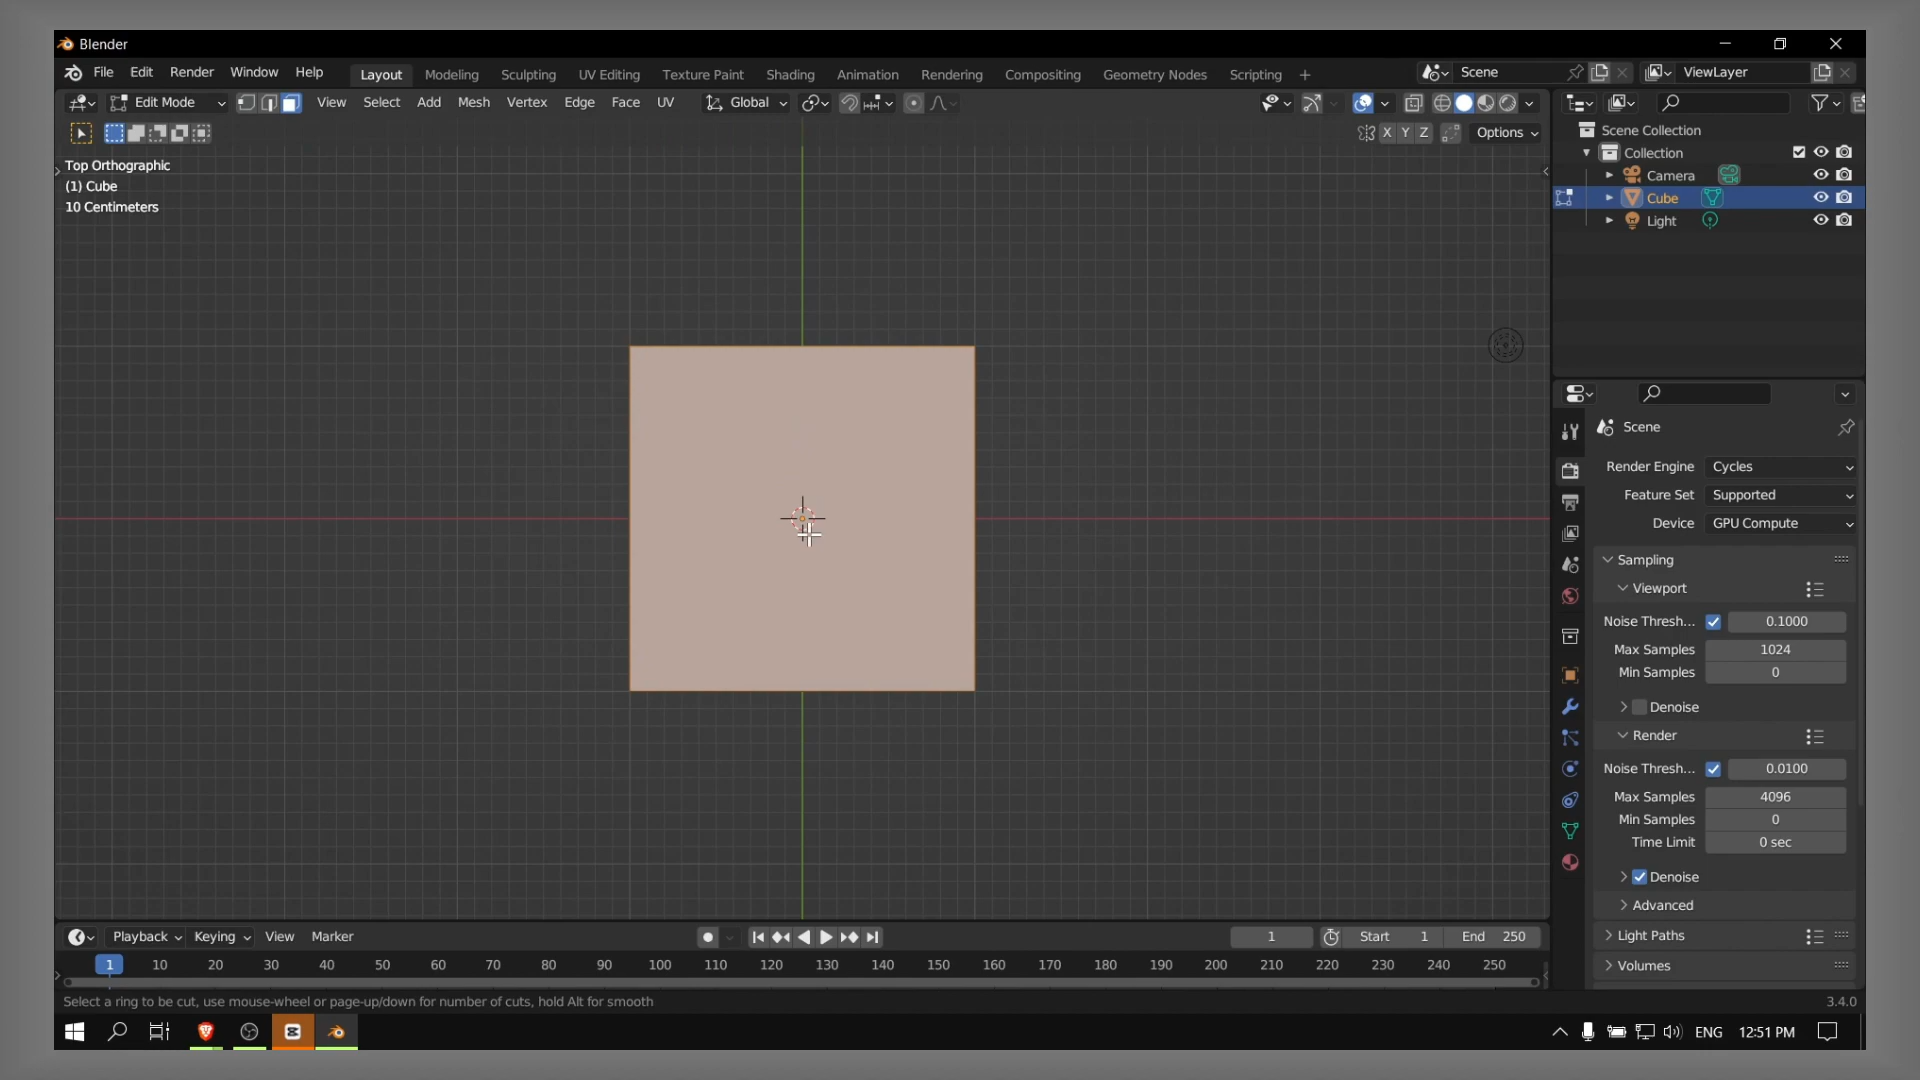 Blender
File Edit Render Window Help Layout Modeling Sculpting UV Editing Texture Paint Shading Animation Rendering Compositing Geometry Nodes Scripting + Scene ViewLayer
Edit Mode View Select Add Mesh Vertex Edge Face UV Global
X Y Z Options
Top Orthographic
(1) Cube
10 Centimeters
Scene Collection
Collection
Camera
Cube
Light
Scene
Render Engine Cycles
Feature Set Supported
Device GPU Compute
Sampling
Viewport
Noise Thresh... 0.1000
Max Samples 1024
Min Samples 0
Denoise
Render
Noise Thresh... 0.0100
Max Samples 4096
Min Samples 0
Time Limit 0 sec
Denoise
Advanced
Light Paths
Volumes
Playback Keying View Marker 1 Start 1 End 250
1 10 20 30 40 50 60 70 80 90 100 110 120 130 140 150 160 170 180 190 200 210 220 230 240 250
Select a ring to be cut, use mouse-wheel or page-up/down for number of cuts, hold Alt for smooth 3.4.0
ENG 12:51 PM